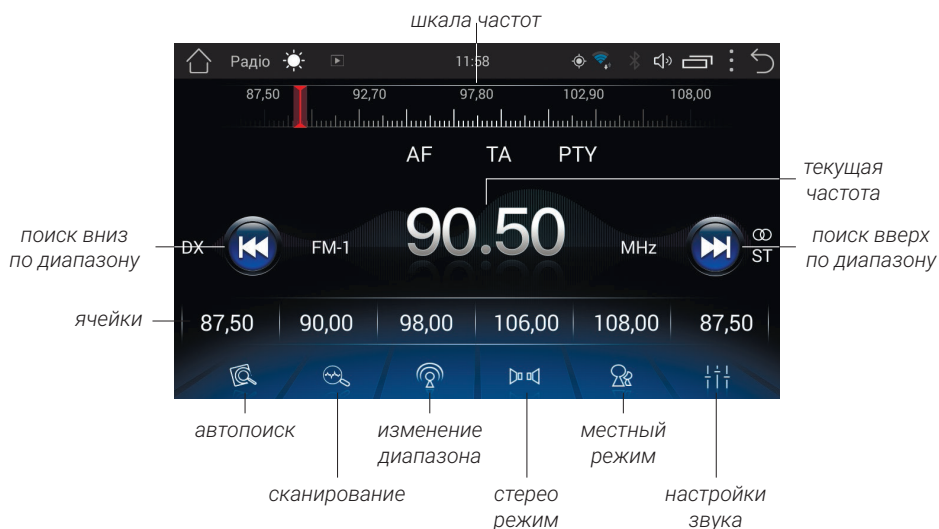 шкала частот
Радіо 11:58
87,50 92,70 97,80 102,90 108,00
AF TA PTY
текущая
частота
поиск вниз
по диапазону
DX FM-1 90.50 MHz ST
поиск вверх
по диапазону
ячейки
87,50 90,00 98,00 106,00 108,00 87,50
автопоиск
изменение
диапазона
местный
режим
сканирование
стерео
режим
настройки
звука